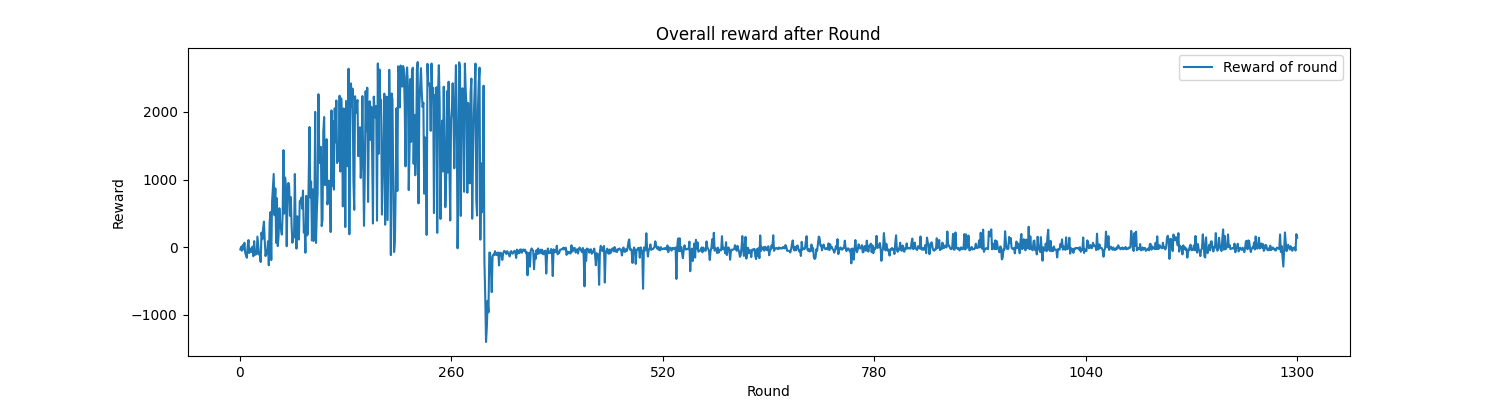 Overall reward after Round
Reward of round
Reward
2000
1000
0
−1000
0 260 520 780 1040 1300
Round